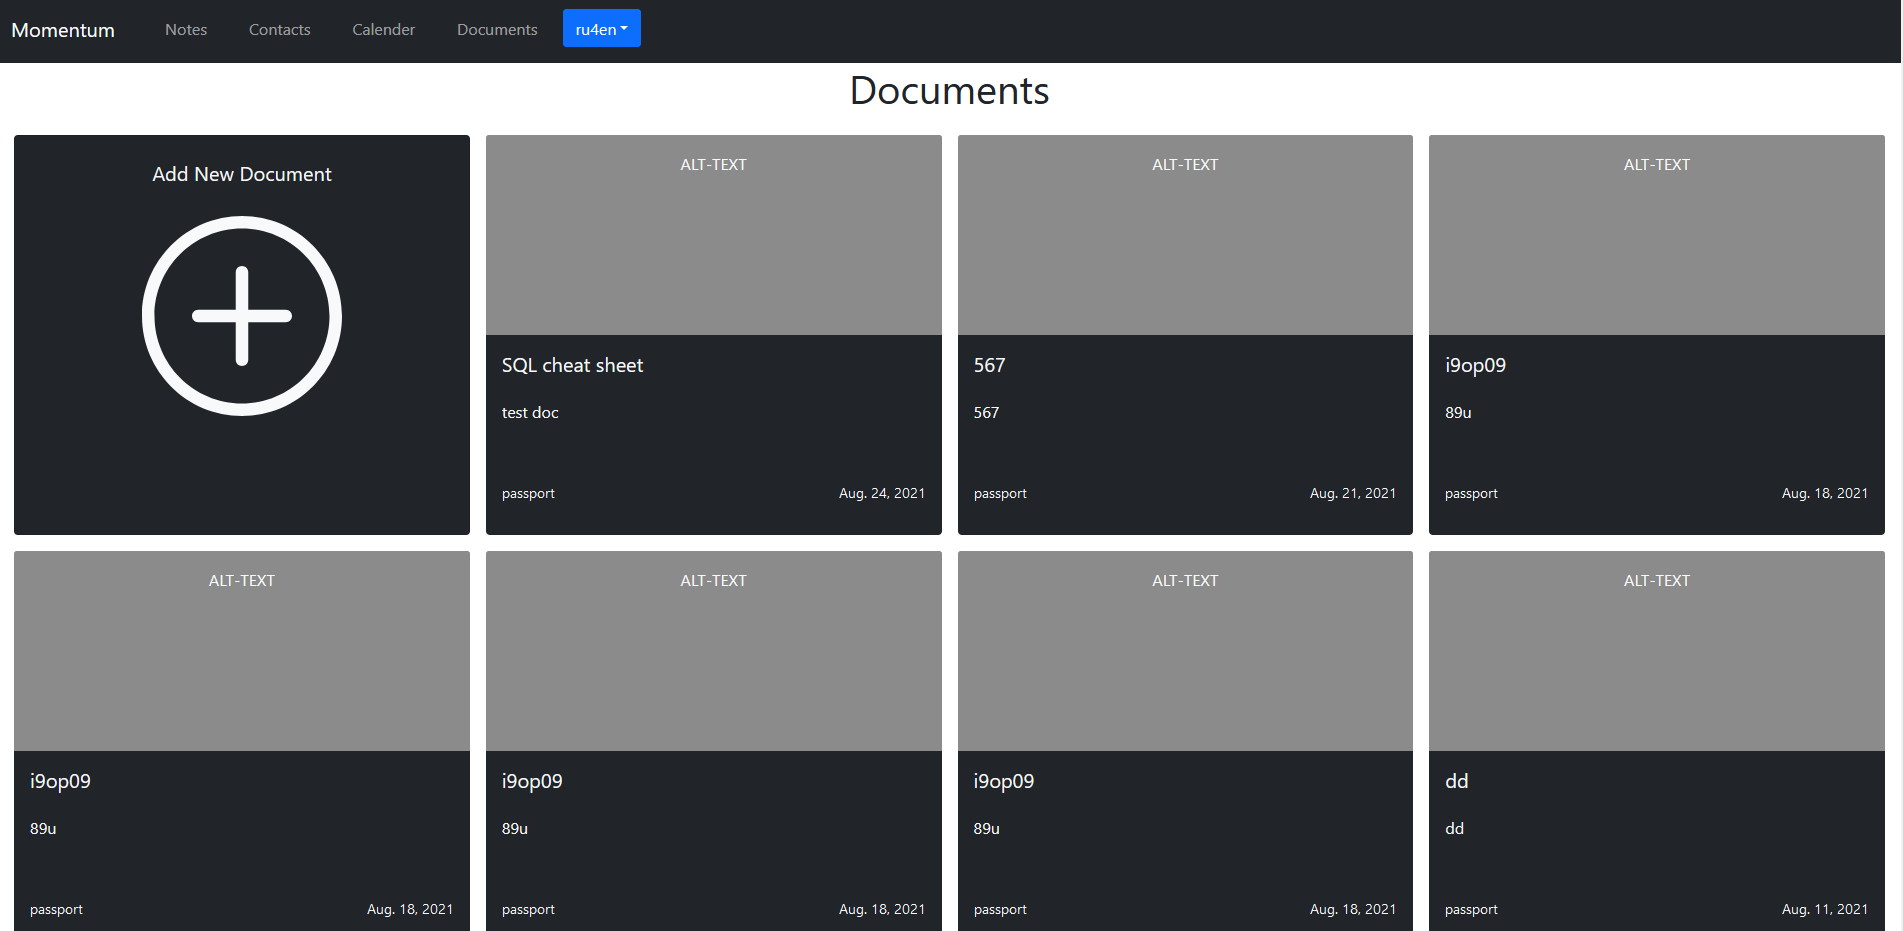 Momentum Notes Contacts Calender Documents ru4en
Documents
Add New Document
ALT-TEXT
SQL cheat sheet
test doc
passport Aug. 24, 2021
ALT-TEXT
567
567
passport Aug. 21, 2021
ALT-TEXT
i9op09
89u
passport Aug. 18, 2021
ALT-TEXT
i9op09
89u
passport Aug. 18, 2021
ALT-TEXT
i9op09
89u
passport Aug. 18, 2021
ALT-TEXT
i9op09
89u
passport Aug. 18, 2021
ALT-TEXT
dd
dd
passport Aug. 11, 2021